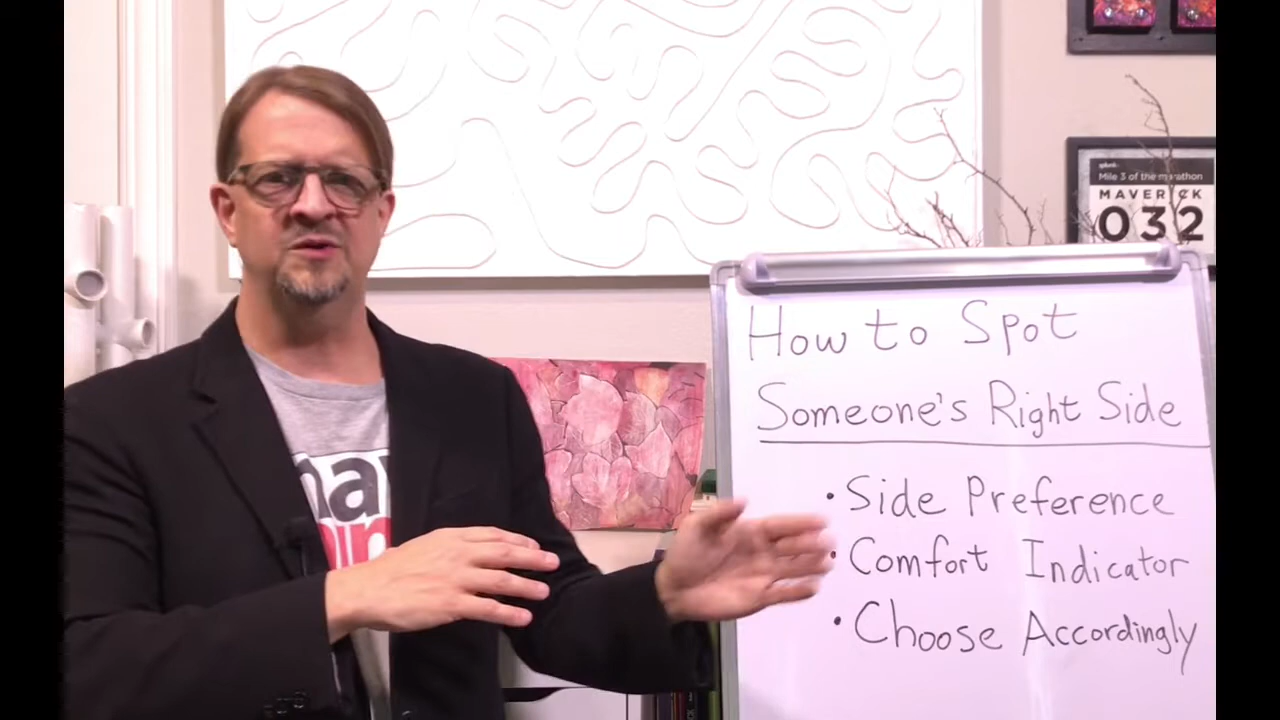 splunk>
Mile 3 of the marathon
MAVERICK
032
How to Spot
Someone's Right Side
• Side Preference
• Comfort Indicator
• Choose Accordingly